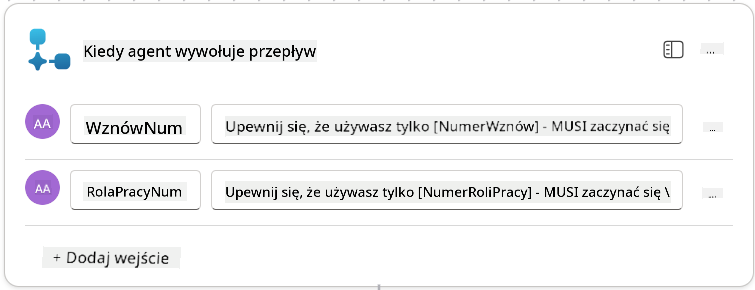 Kiedy agent wywołuje przepływ
...
AA
WznówNum
Upewnij się, że używasz tylko [NumerWznów] - MUSI zaczynać się
...
AA
RolaPracyNum
Upewnij się, że używasz tylko [NumerRoliPracy] - MUSI zaczynać się \
...
+ Dodaj wejście